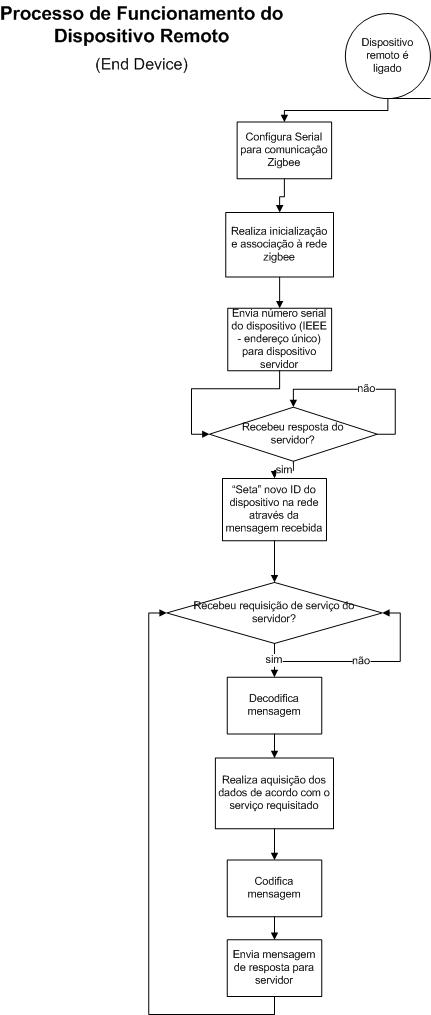 Processo de Funcionamento do
Dispositivo Remoto
(End Device)
Dispositivo
remoto é
ligado
Configura Serial
para comunicação
Zigbee
Realiza inicialização
e associação à rede
zigbee
Envia número serial
do dispositivo (IEEE
- endereço único)
para dispositivo
servidor
não
Recebeu resposta do
servidor?
sim
"Seta" novo ID do
dispositivo na rede
através da
mensagem recebida
Recebeu requisição de serviço do
servidor?
sim
não
Decodifica
mensagem
Realiza aquisição dos
dados de acordo com o
serviço requisitado
Codifica
mensagem
Envia mensagem
de resposta para
servidor